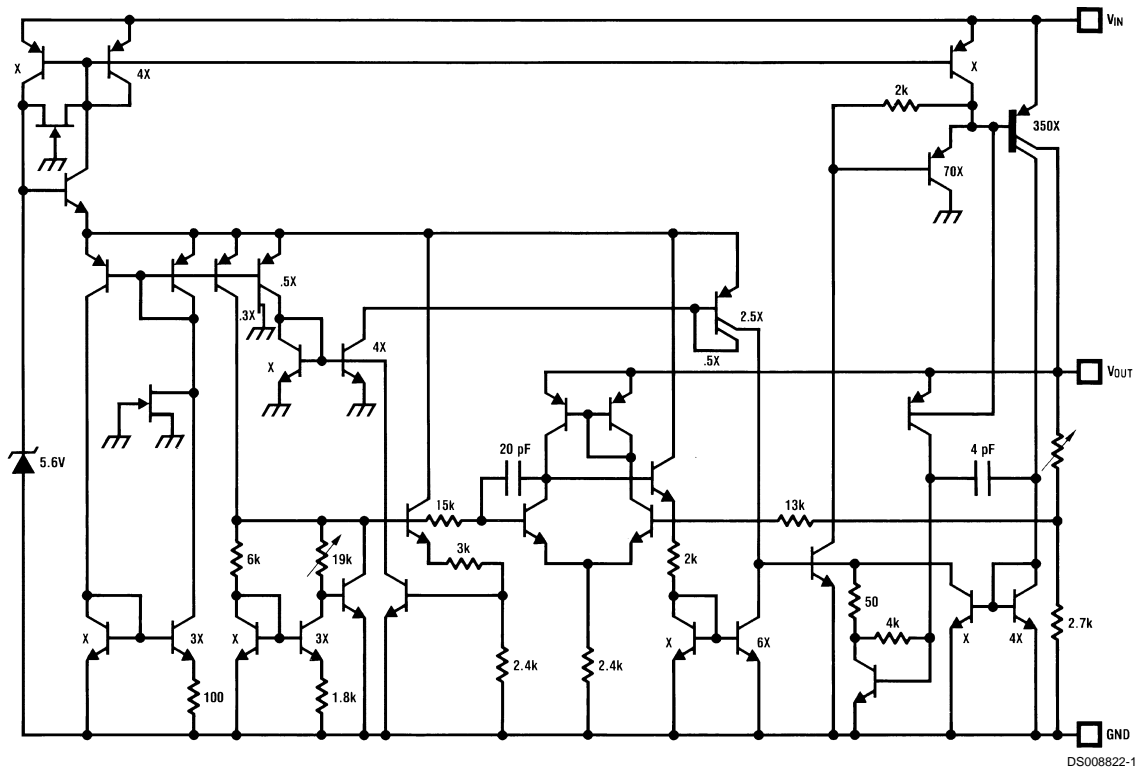 V_IN
X
4X
X
2k
350X
70X
.5X
.3X
4X
2.5X
X
.5X
V_OUT
5.6V
20 pF
4 pF
15k
13k
6k
19k
3k
2k
50
X
3X
X
3X
X
6X
4k
X
4X
2.7k
100
1.8k
2.4k
2.4k
GND
DS008822-1